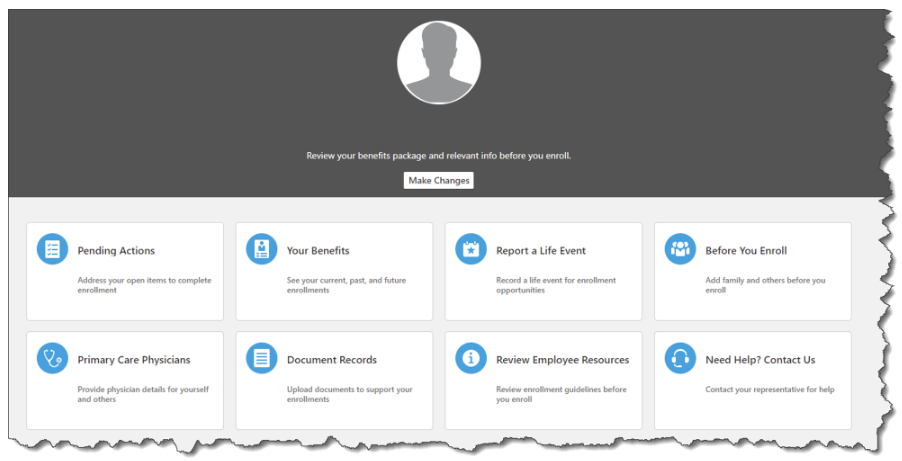 Review your benefits package and relevant info before you enroll.
Make Changes
Pending Actions
Address your open items to complete
enrollment
Your Benefits
See your current, past, and future
enrollments
Report a Life Event
Record a life event for enrollment
opportunities
Before You Enroll
Add family and others before you
enroll
Primary Care Physicians
Provide physician details for yourself
and others
Document Records
Upload documents to support your
enrollments
Review Employee Resources
Review enrollment guidelines before
you enroll
Need Help? Contact Us
Contact your representative for help